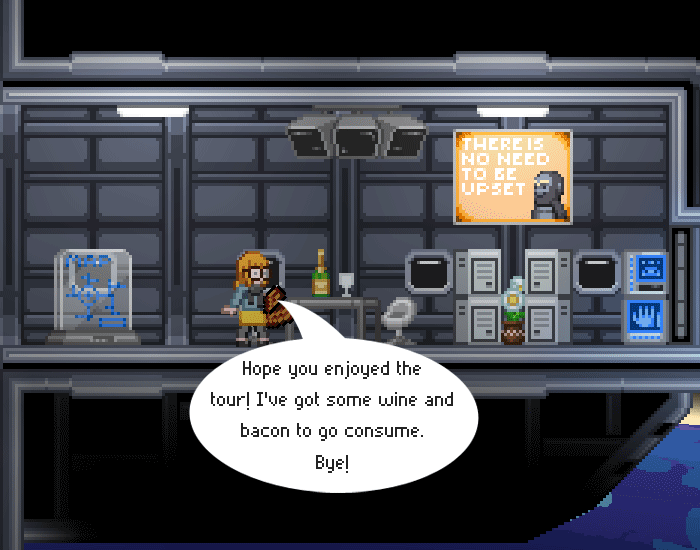 THERE IS
NO NEED
TO BE
UPSET
Hope you enjoyed the
tour! I've got some wine and
bacon to go consume.
Bye!